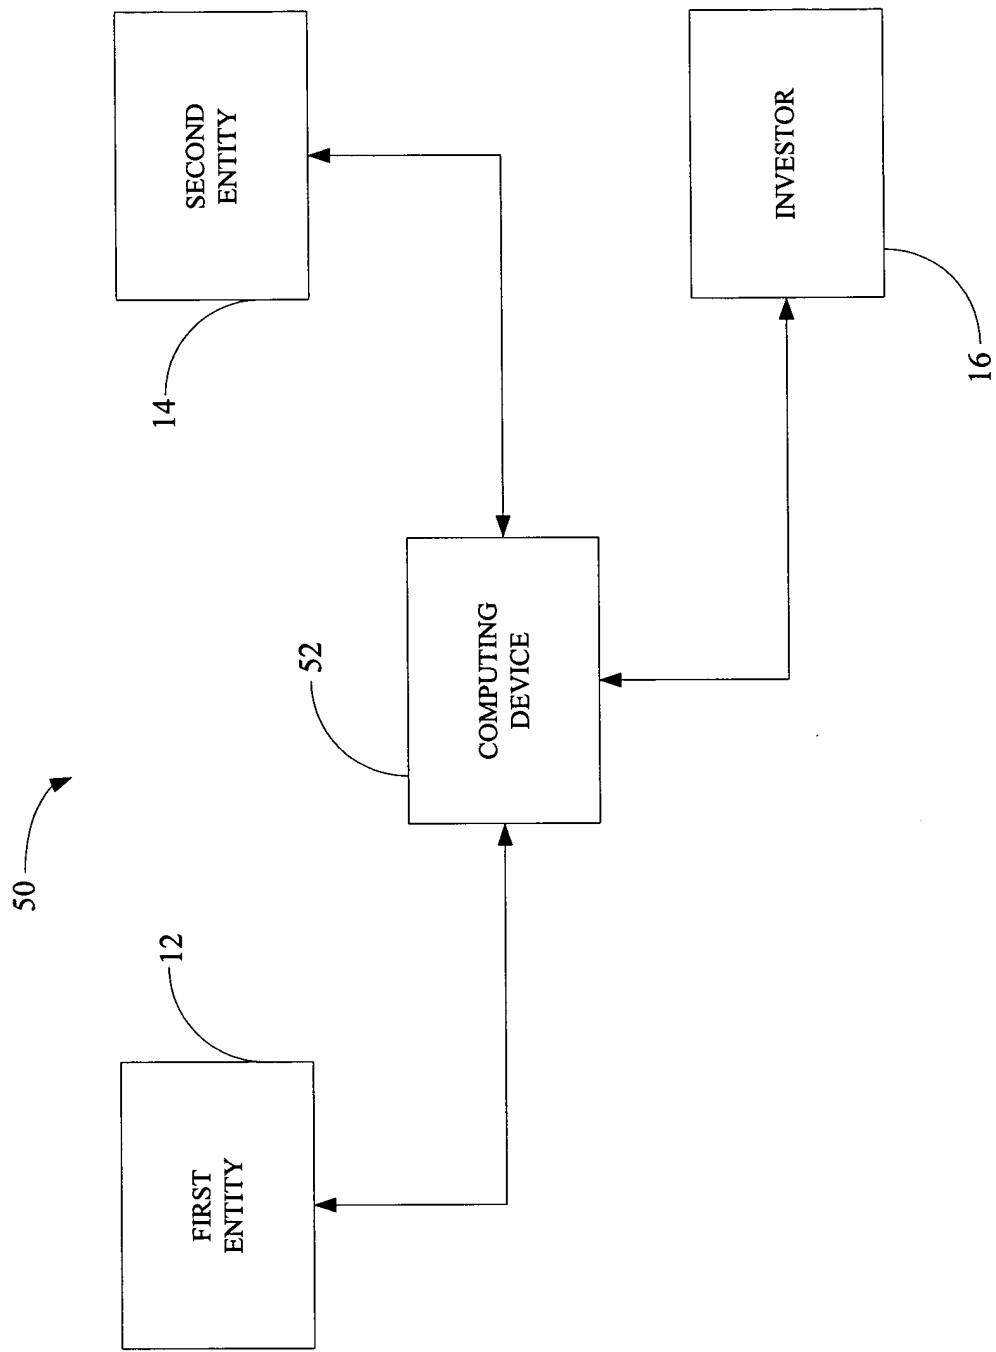 50
12
FIRST
ENTITY
52
COMPUTING
DEVICE
14
SECOND
ENTITY
16
INVESTOR